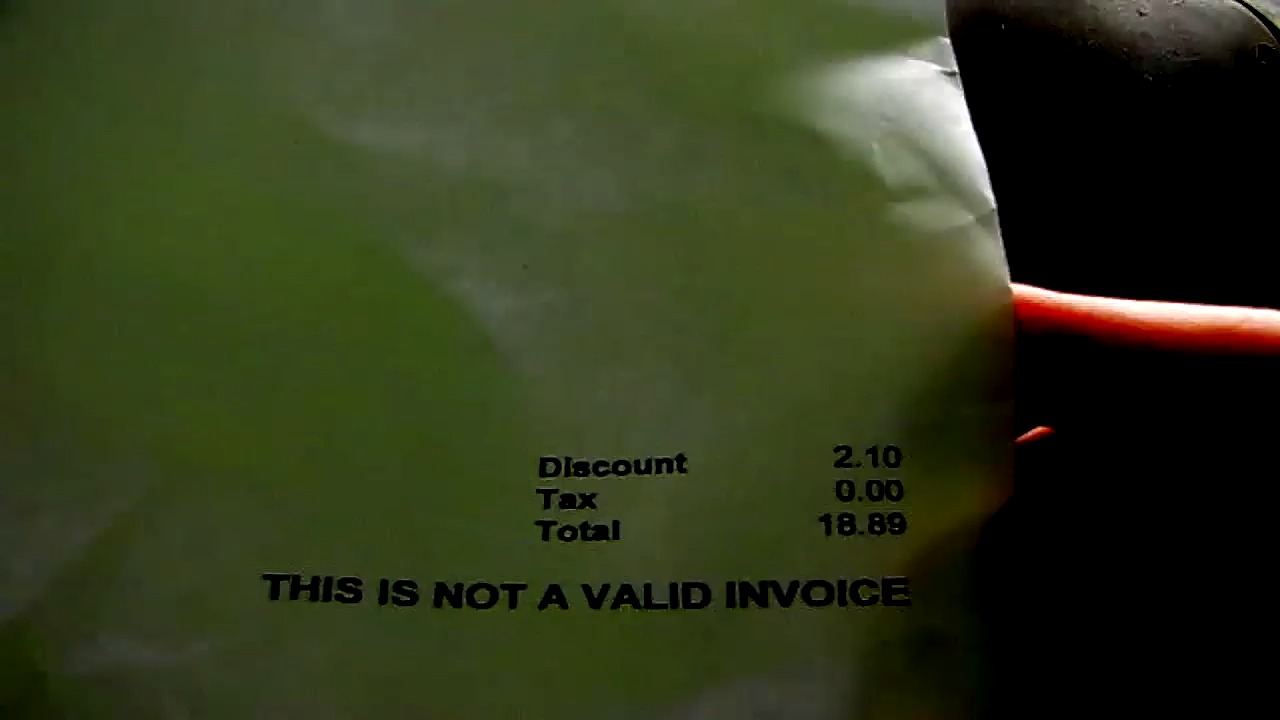 Discount 2.10
Tax 0.00
Total 18.89
THIS IS NOT A VALID INVOICE